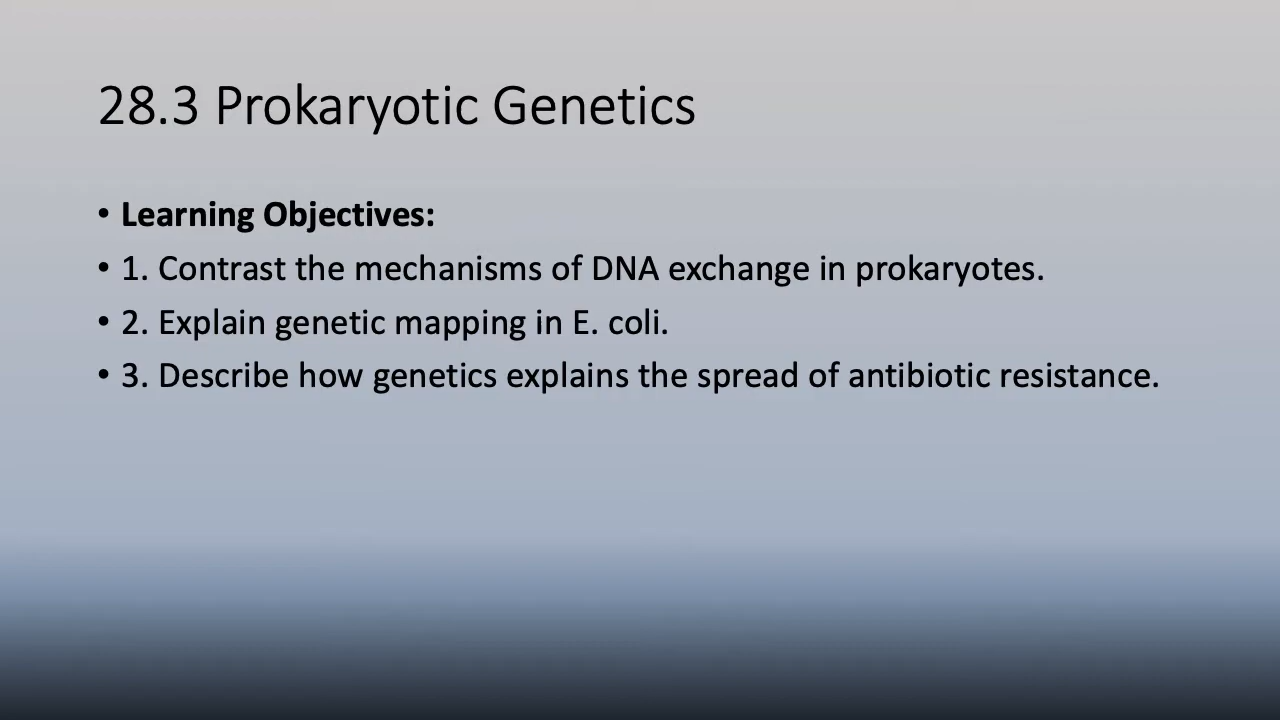 28.3 Prokaryotic Genetics
• Learning Objectives:
• 1. Contrast the mechanisms of DNA exchange in prokaryotes.
• 2. Explain genetic mapping in E. coli.
• 3. Describe how genetics explains the spread of antibiotic resistance.